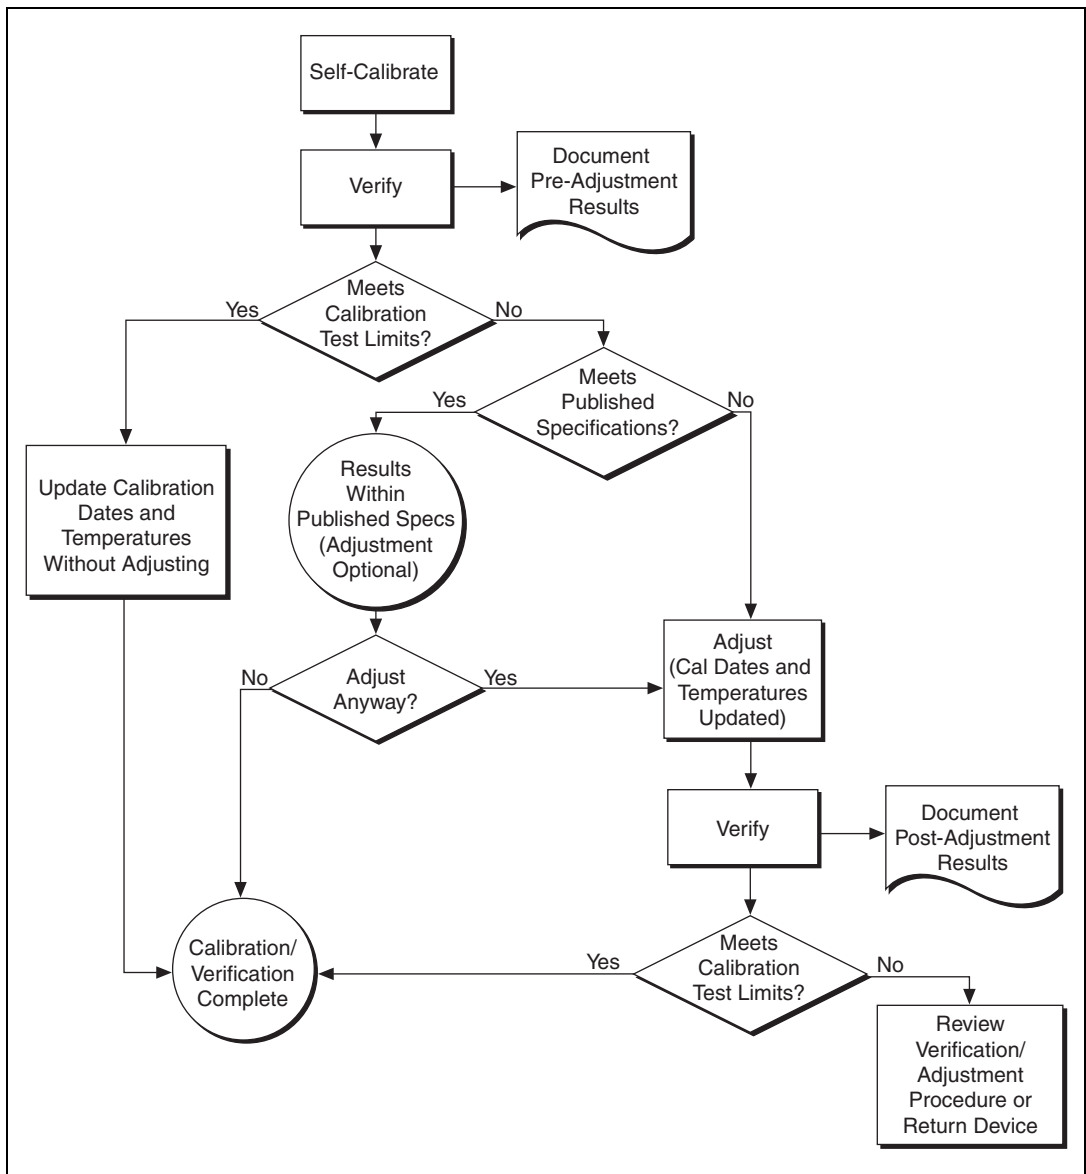 Self-Calibrate
Verify
Document
Pre-Adjustment
Results
Meets
Calibration
Test Limits?
Yes
No
Meets
Published
Specifications?
Yes
No
Update Calibration
Dates and
Temperatures
Without Adjusting
Results
Within
Published Specs
(Adjustment
Optional)
Adjust
Anyway?
No
Yes
Adjust
(Cal Dates and
Temperatures
Updated)
Verify
Document
Post-Adjustment
Results
Meets
Calibration
Test Limits?
Yes
No
Calibration/
Verification
Complete
Review
Verification/
Adjustment
Procedure or
Return Device